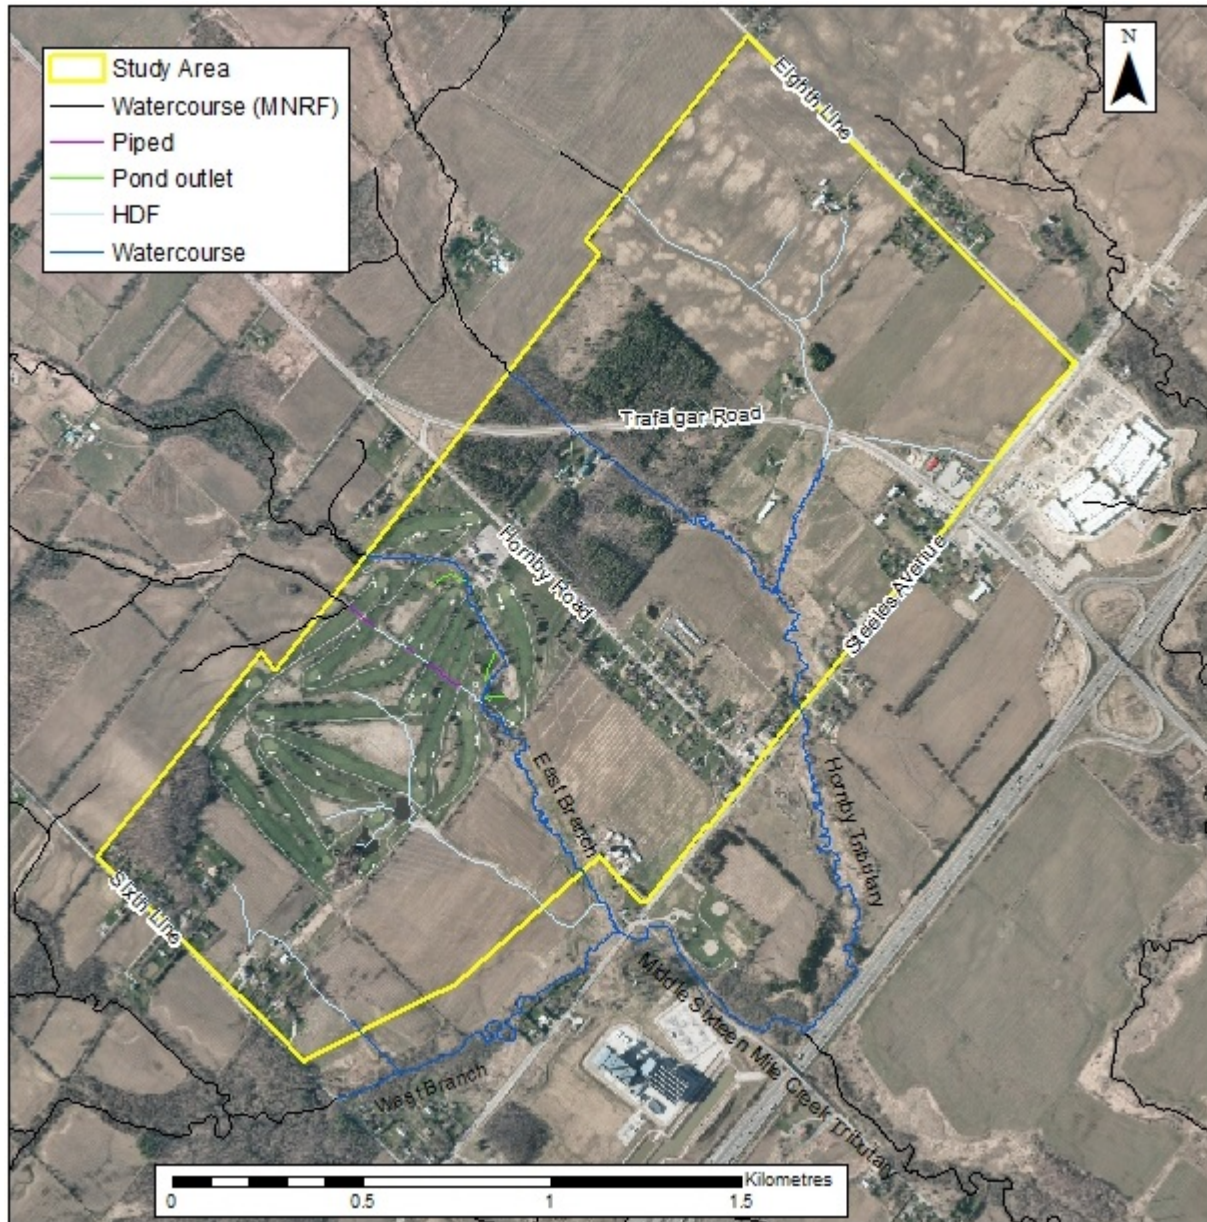 N
Study Area
Watercourse (MNRF)
Piped
Pond outlet
HDF
Watercourse
Eighth Line
Trafalgar Road
Hornby Road
Steeles Avenue
East Branch
Hornby Tributary
Sixth Line
Middle Sixteen Mile Creek Tributary
West Branch
Kilometres
0 0.5 1 1.5